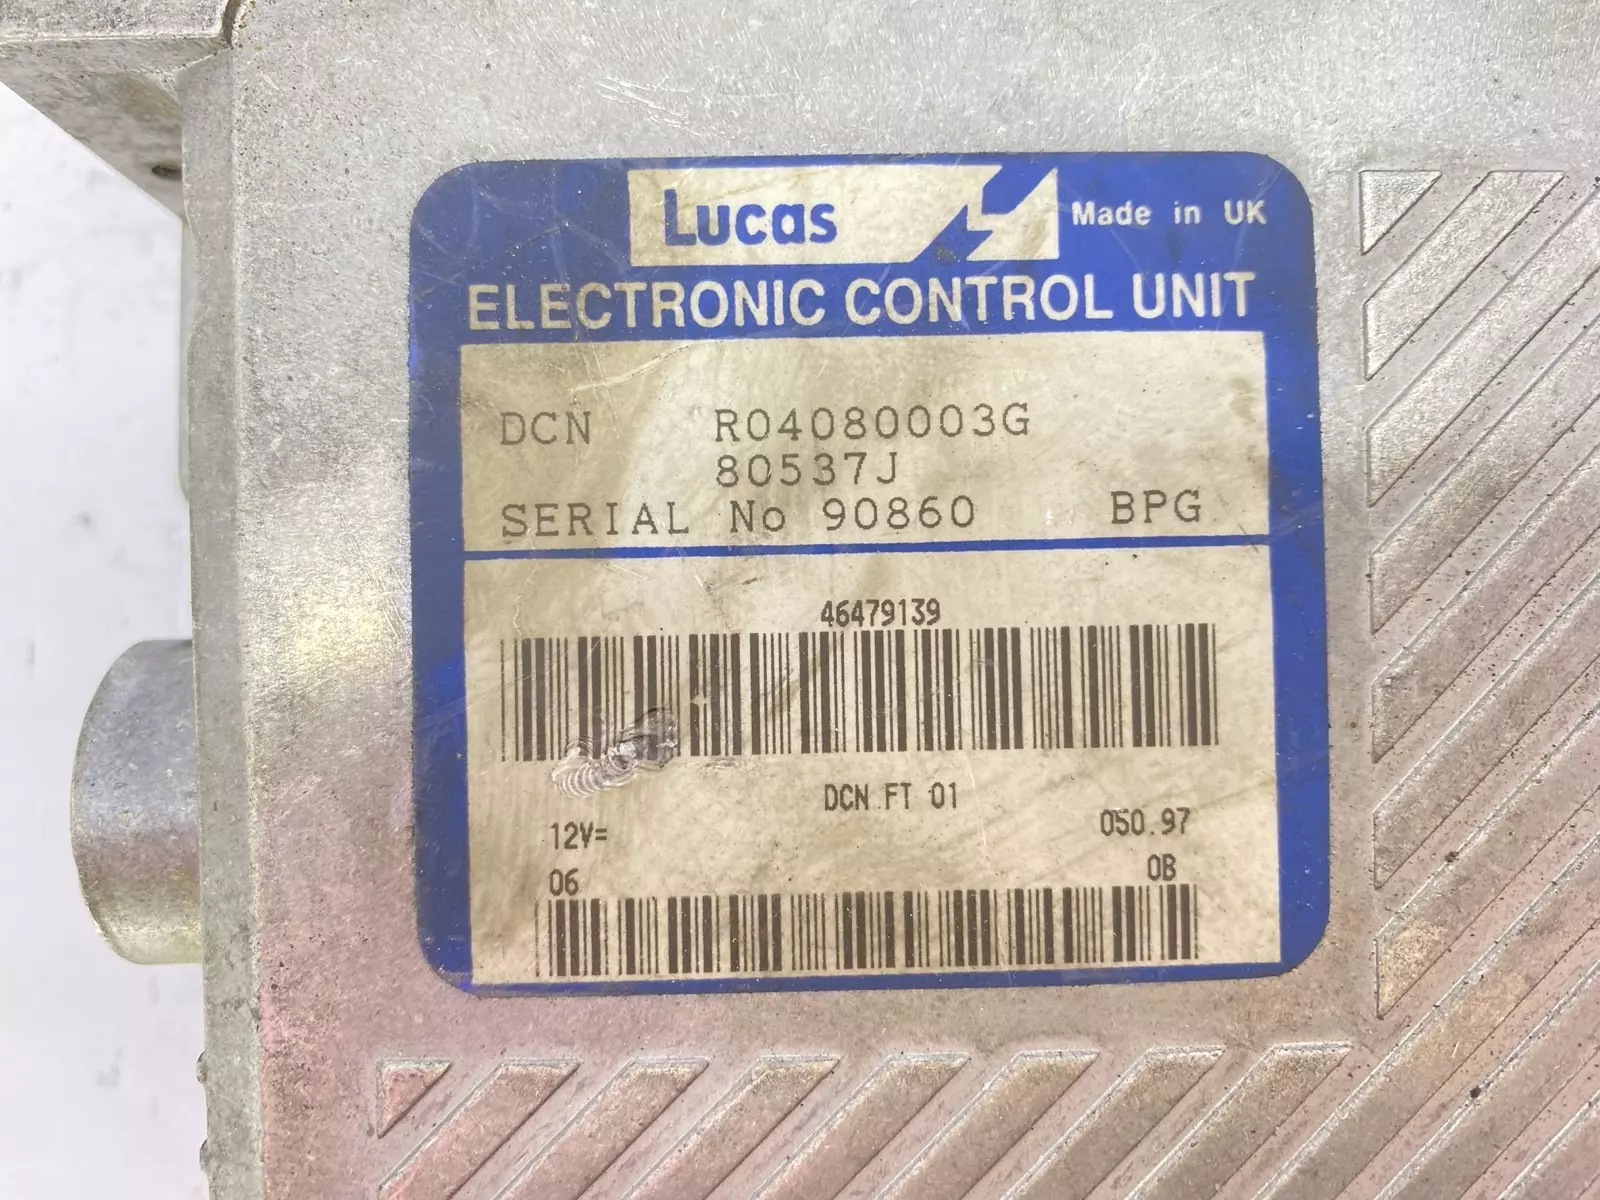 Lucas Made in UK
ELECTRONIC CONTROL UNIT
DCN R04080003G
80537J
SERIAL No 90860 BPG
46479139
DCN FT 01
12V= 050.97
06 0B